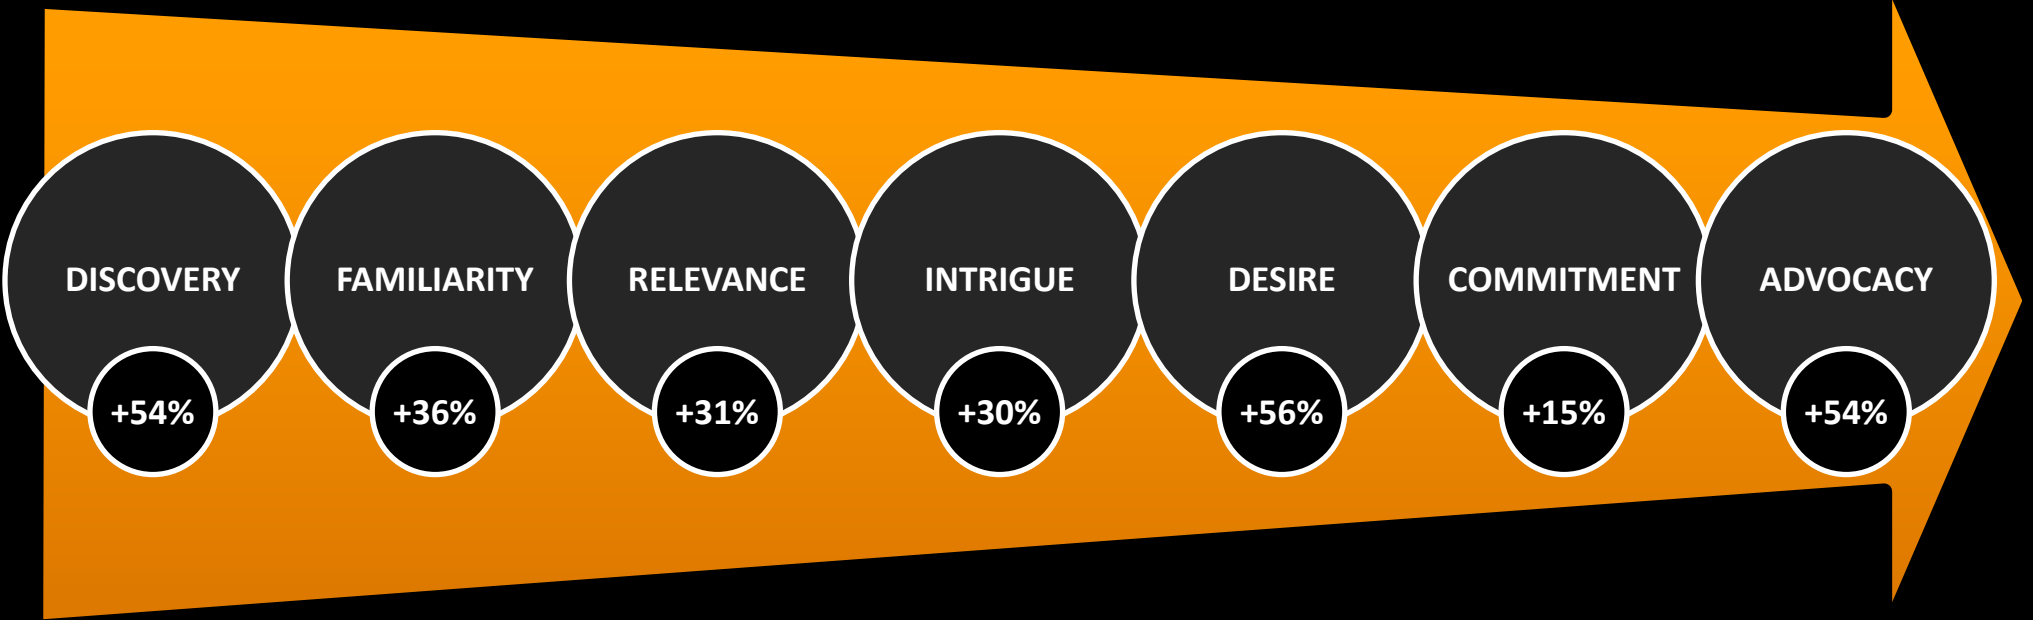 DISCOVERY
FAMILIARITY
RELEVANCE
INTRIGUE
DESIRE
COMMITMENT
ADVOCACY
+54%
+36%
+31%
+30%
+56%
+15%
+54%